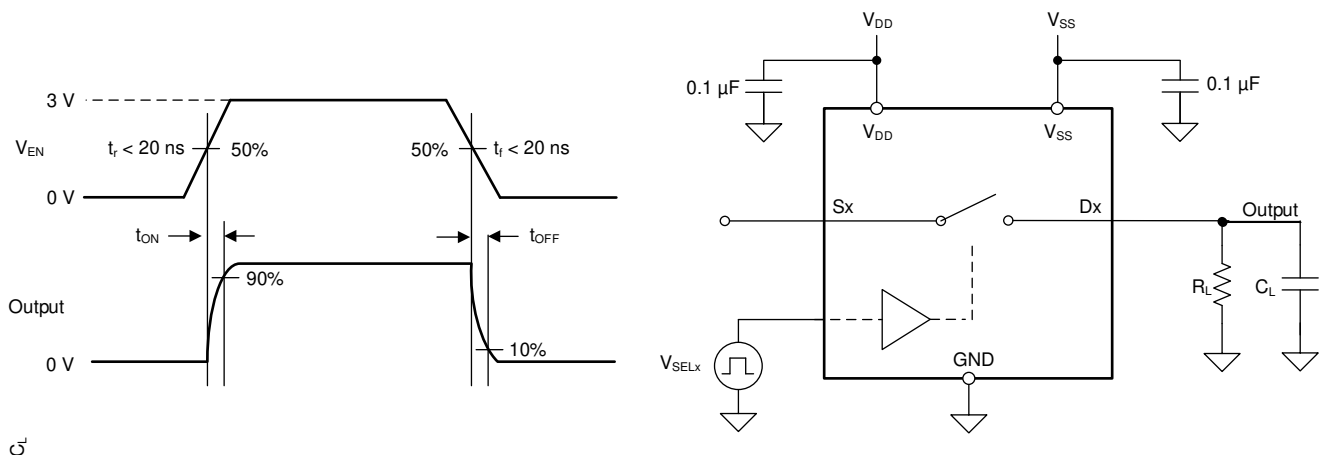 3 V
V_EN
t_r < 20 ns
50%
50%
t_f < 20 ns
0 V
t_ON
t_OFF
90%
Output
10%
0 V
V_DD
V_SS
0.1 µF
0.1 µF
V_DD
V_SS
Sx
Dx
Output
R_L
C_L
V_SELx
GND
C_L